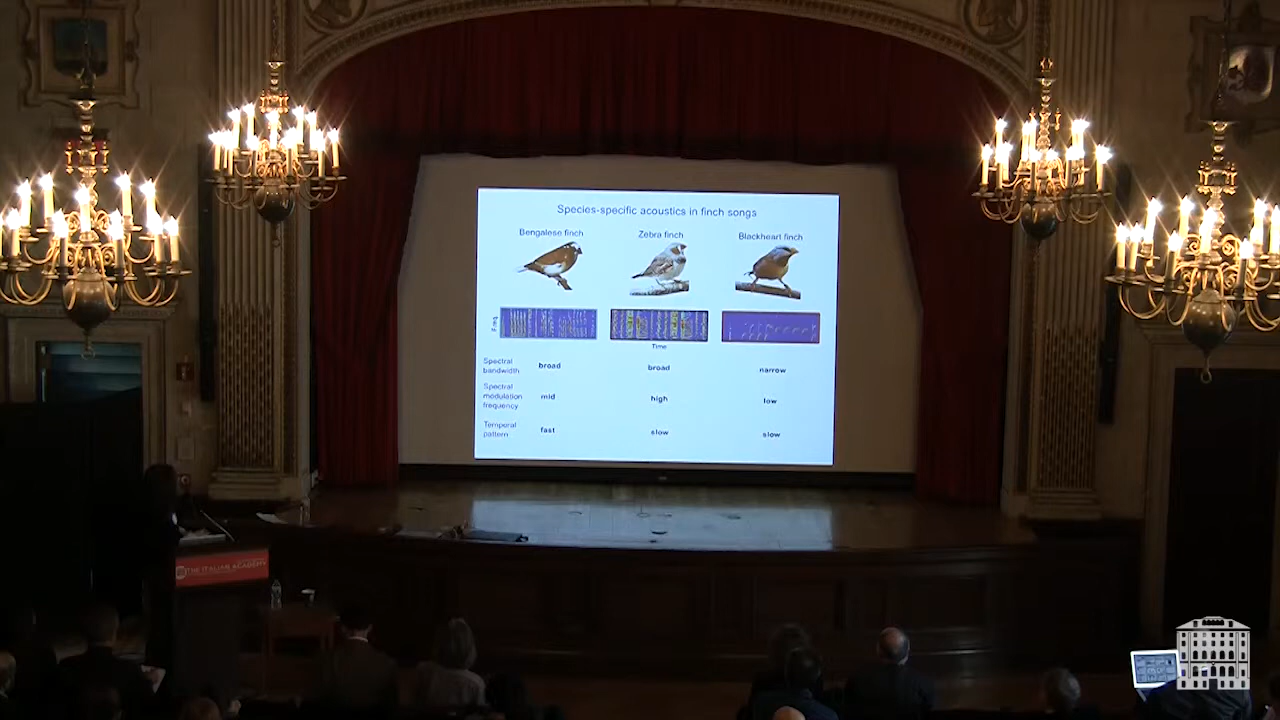 Species-specific acoustics in finch songs
Bengalese finch
Zebra finch
Blackheart finch
Freq
Time
Spectral
bandwidth
broad
broad
narrow
Spectral
modulation
frequency
mid
high
low
Temporal
pattern
fast
slow
slow
THE ITALIAN ACADEMY